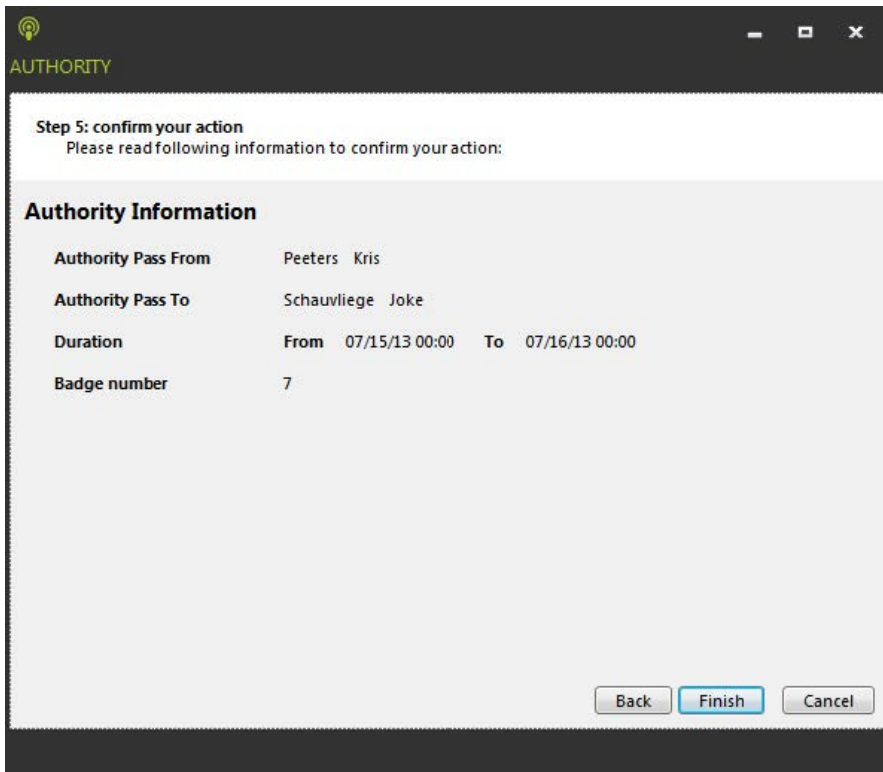 AUTHORITY
Step 5: confirm your action
Please read following information to confirm your action:
Authority Information
Authority Pass From Peeters Kris
Authority Pass To Schauvliege Joke
Duration From 07/15/13 00:00 To 07/16/13 00:00
Badge number 7
Back Finish Cancel